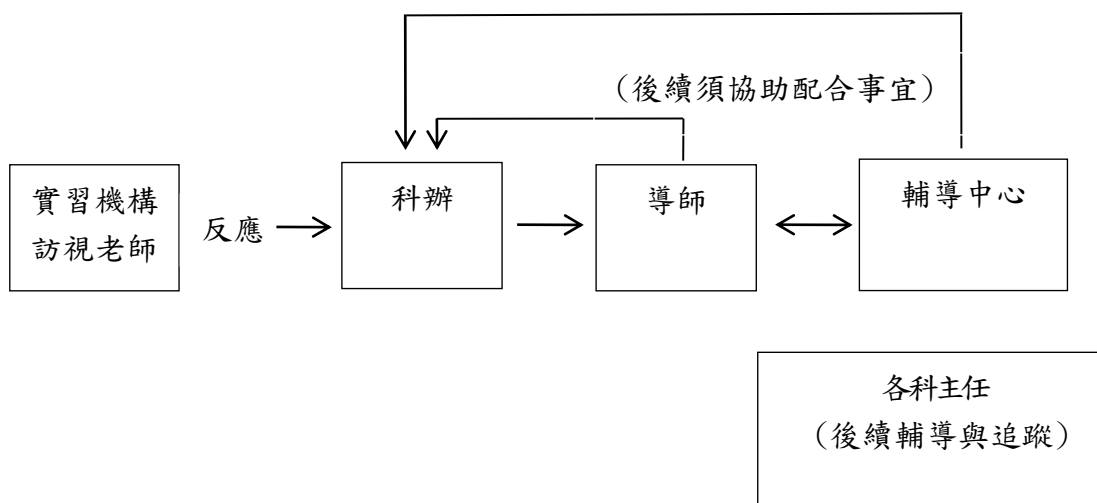 （後續須協助配合事宜）
實習機構
訪視老師
反應
科辦
導師
輔導中心
各科主任
（後續輔導與追蹤）